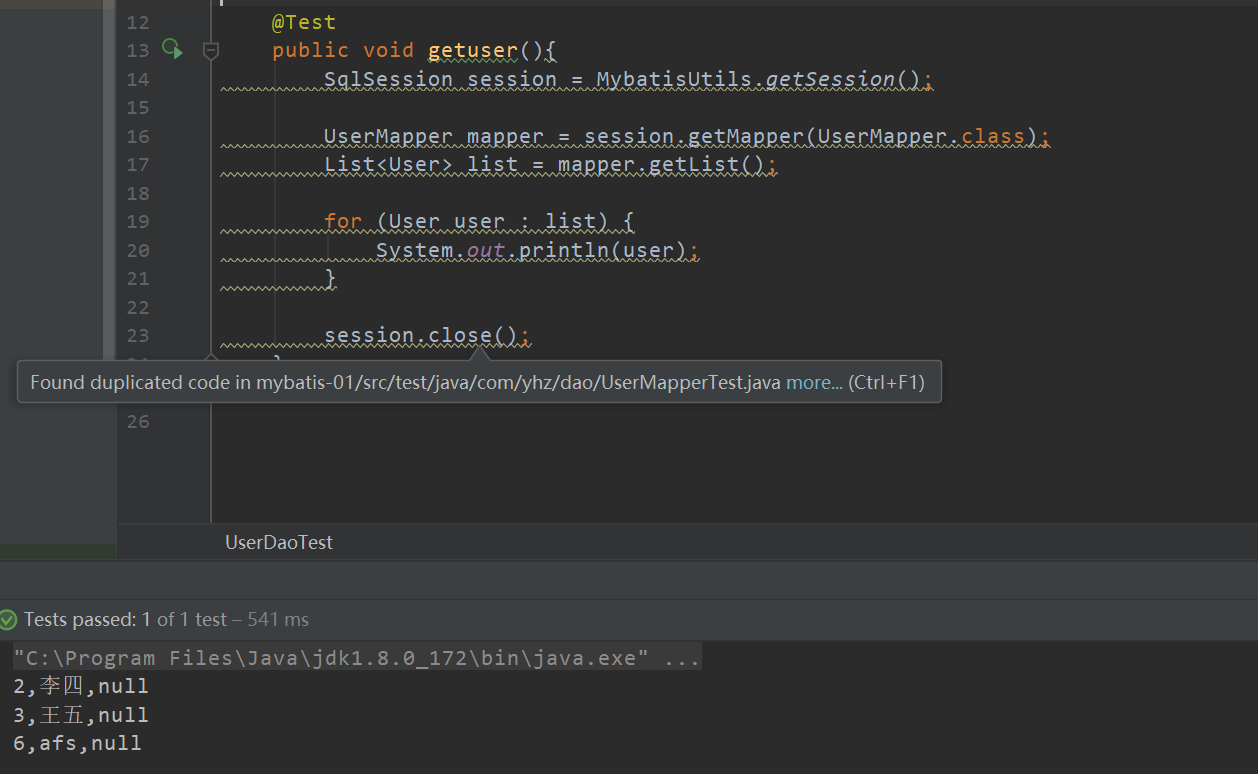 12 @Test
13 public void getuser(){
14 SqlSession session = MybatisUtils.getSession();
15
16 UserMapper mapper = session.getMapper(UserMapper.class);
17 List<User> list = mapper.getList();
18
19 for (User user : list) {
20 System.out.println(user);
21 }
22
23 session.close();
Found duplicated code in mybatis-01/src/test/java/com/yhz/dao/UserMapperTest.java more... (Ctrl+F1)
26
UserDaoTest
Tests passed: 1 of 1 test – 541 ms
"C:\Program Files\Java\jdk1.8.0_172\bin\java.exe" ...
2,李四,null
3,王五,null
6,afs,null